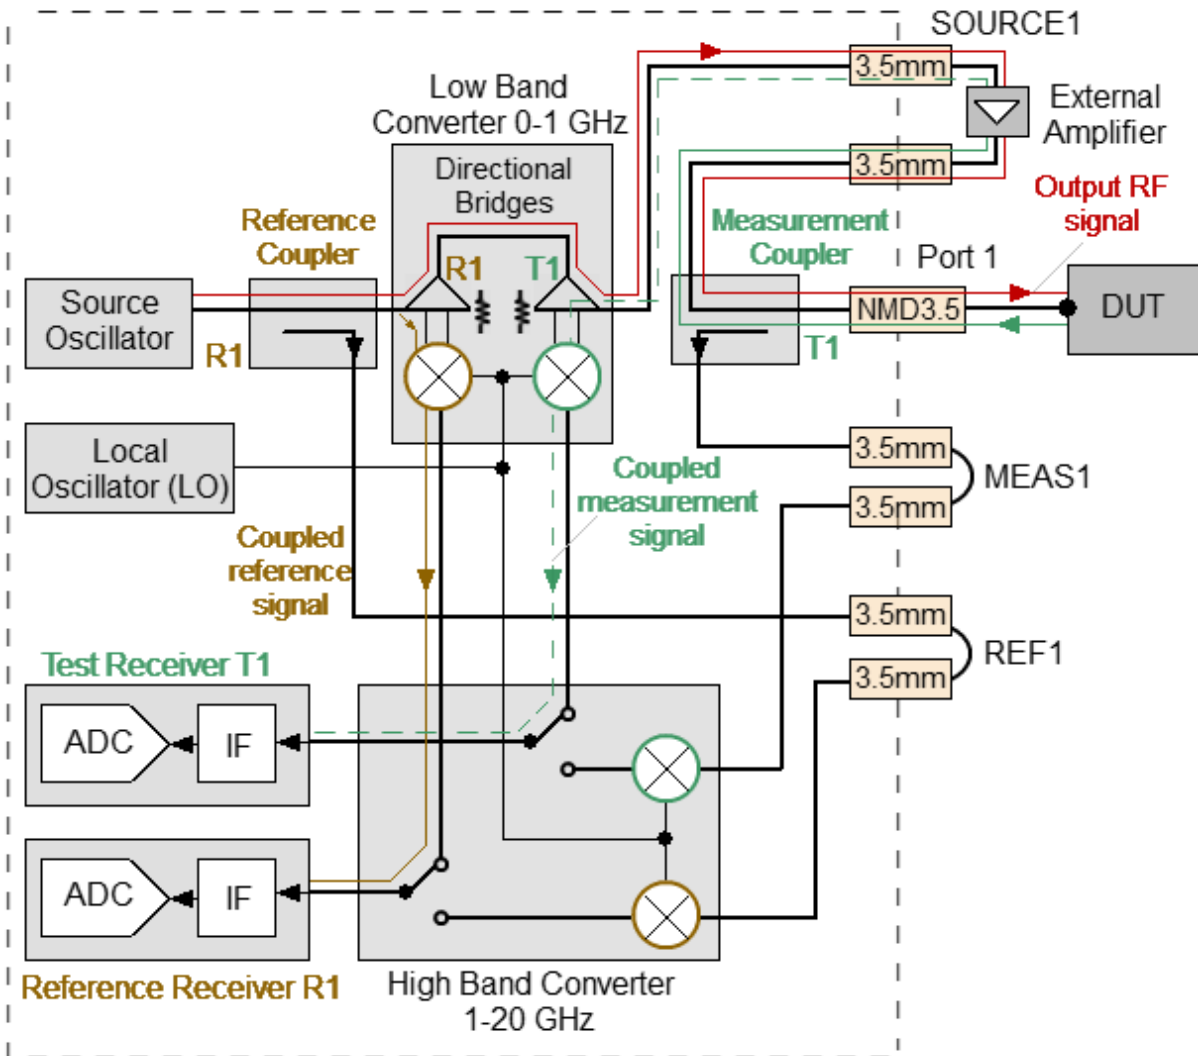 SOURCE1
3.5mm
Low Band
Converter 0-1 GHz
External
Amplifier
3.5mm
Directional
Bridges
Output RF
signal
Reference
Coupler
Measurement
Coupler
R1
T1
Port 1
Source
Oscillator
NMD3.5
DUT
R1
T1
Local
Oscillator (LO)
3.5mm
MEAS1
3.5mm
Coupled
measurement
signal
Coupled
reference
signal
3.5mm
REF1
3.5mm
Test Receiver T1
ADC
IF
ADC
IF
Reference Receiver R1
High Band Converter
1-20 GHz